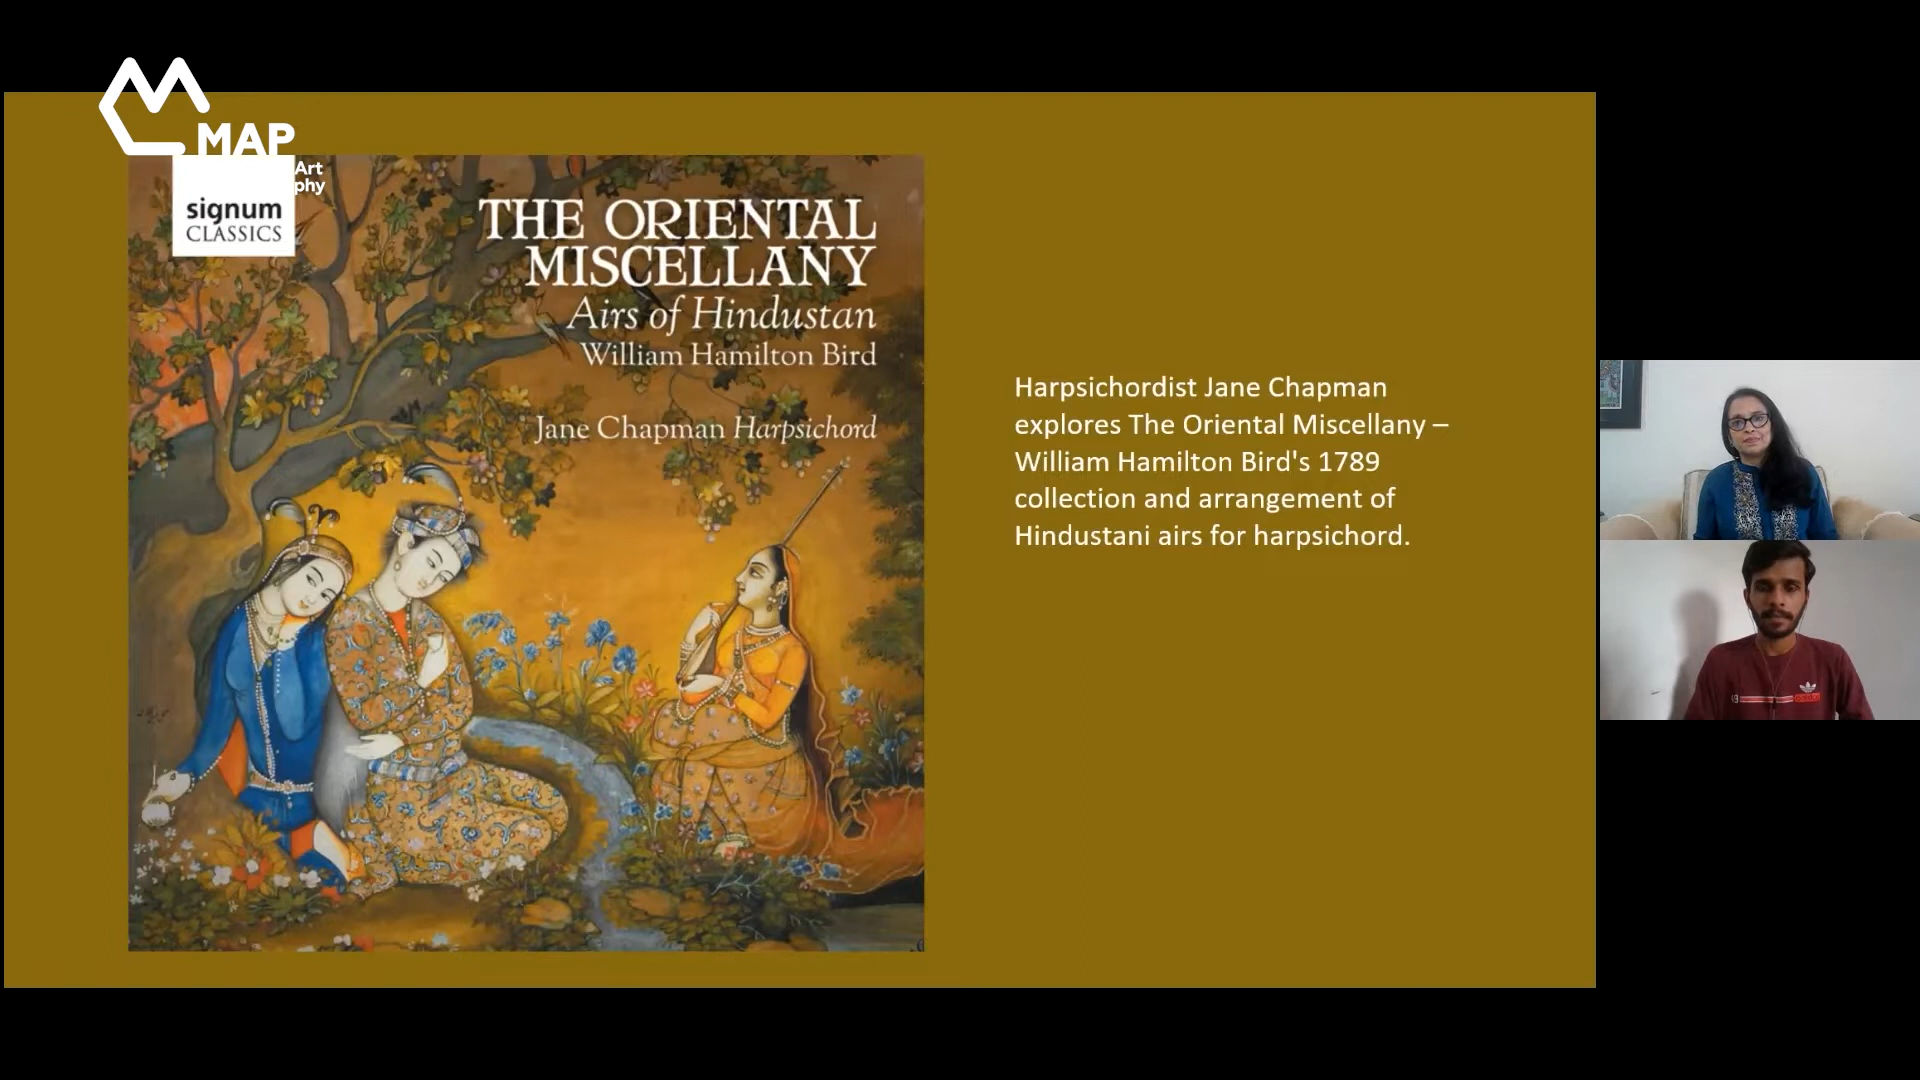 MAP
Art
phy
signum
CLASSICS
THE ORIENTAL
MISCELLANY
Airs of Hindustan
William Hamilton Bird
Jane Chapman Harpsichord
Harpsichordist Jane Chapman
explores The Oriental Miscellany –
William Hamilton Bird's 1789
collection and arrangement of
Hindustani airs for harpsichord.